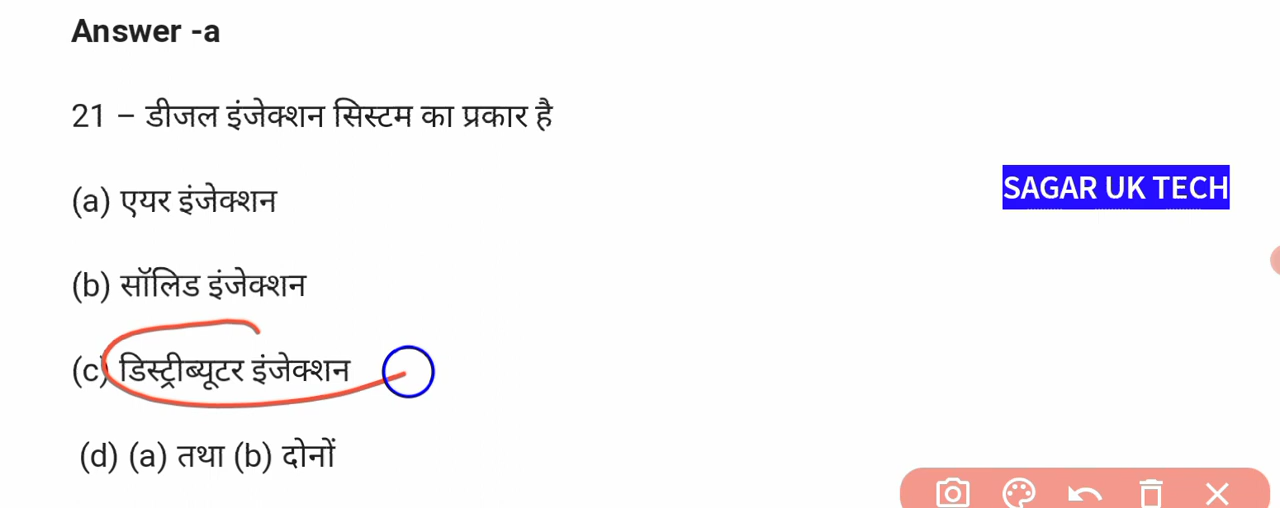 Answer -a
21 – डीजल इंजेक्शन सिस्टम का प्रकार है
(a) एयर इंजेक्शन
SAGAR UK TECH
(b) सॉलिड इंजेक्शन
(c) डिस्ट्रीब्यूटर इंजेक्शन
(d) (a) तथा (b) दोनों